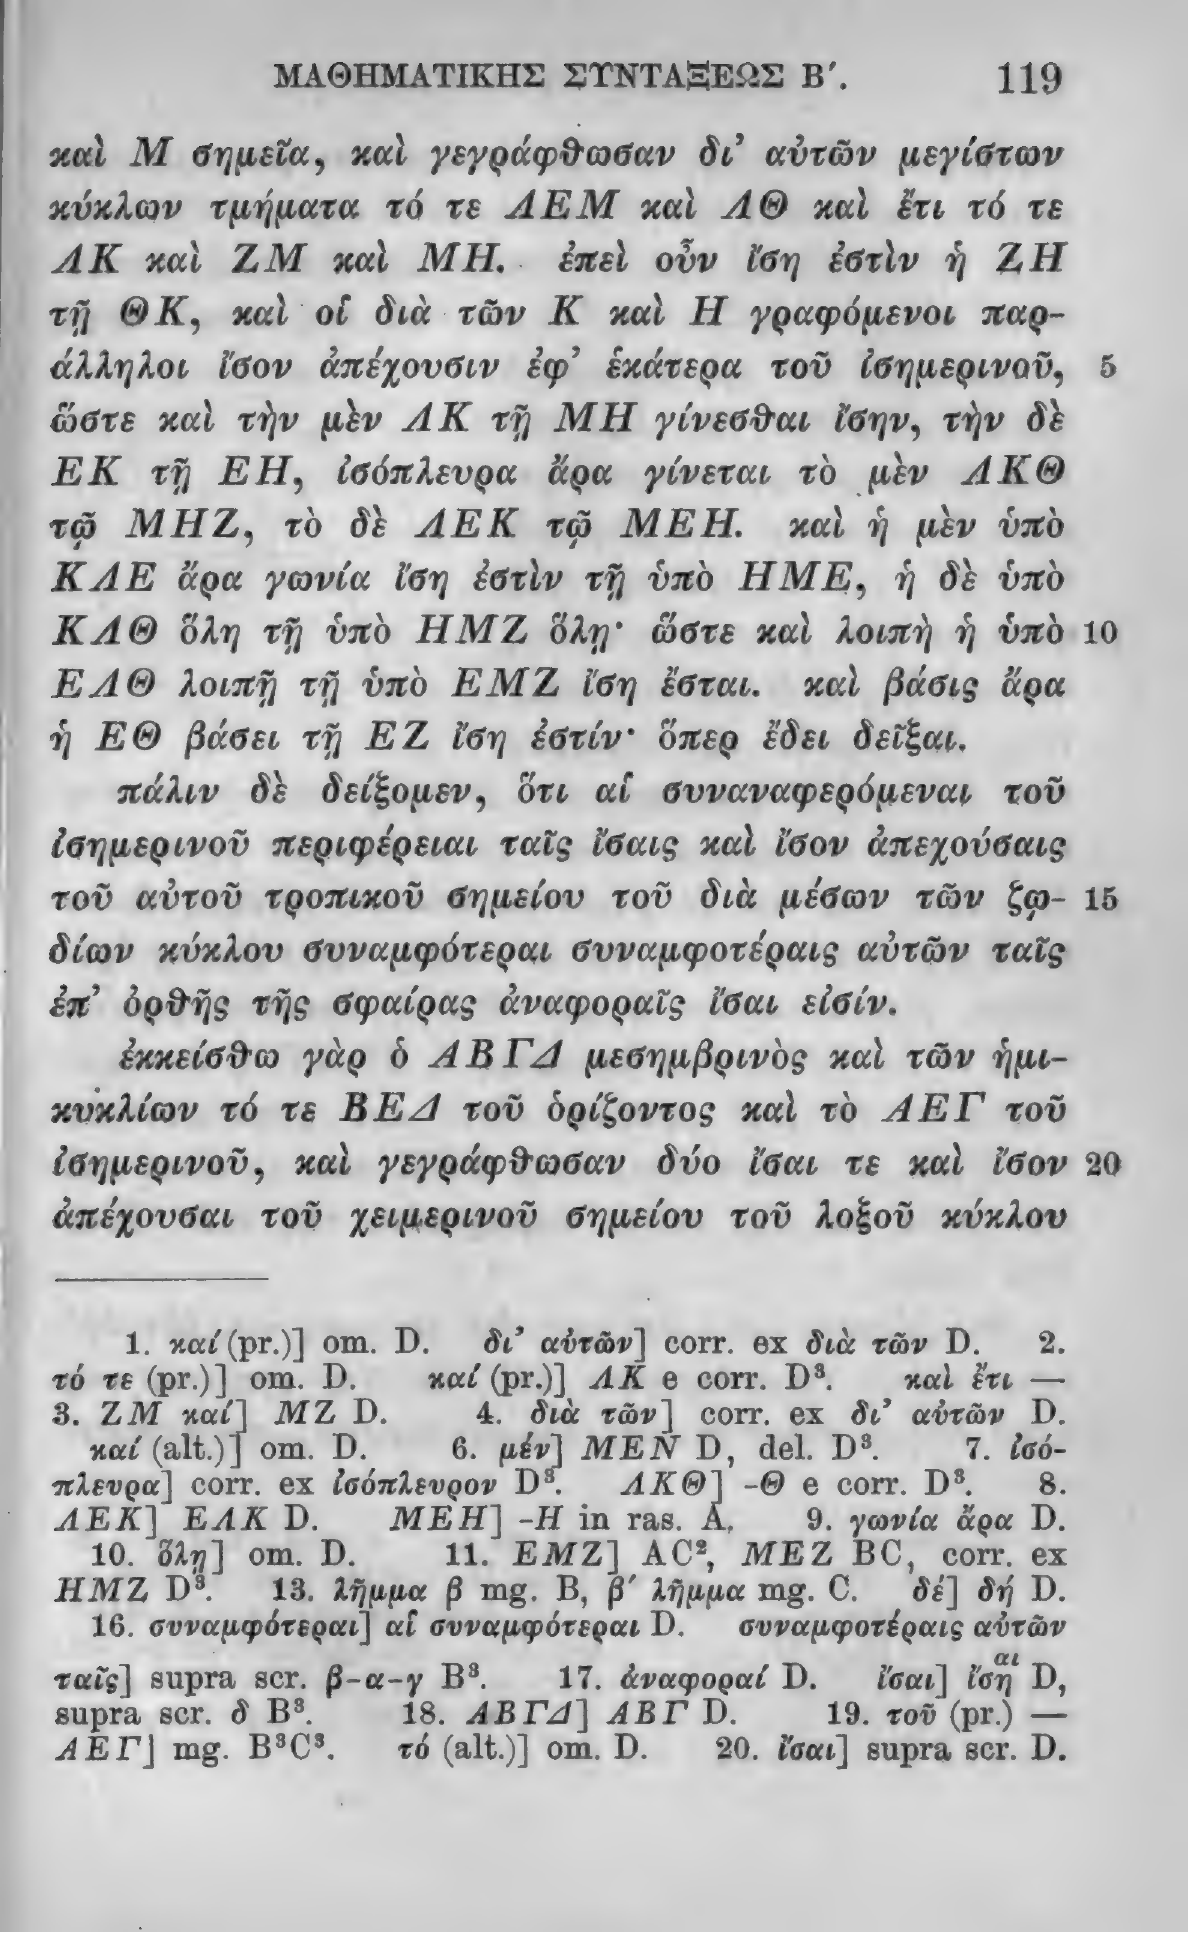 ΜΑΘΗΜΑΤΙΚΗΣ ΣΥΝΤΑΞΕΩΣ Β′. 119
καὶ Μ σημεῖα, καὶ γεγράφθωσαν δι’ αὐτῶν μεγίστων
κύκλων τμήματα τό τε ΛΕΜ καὶ ΛΘ καὶ ἔτι τό τε
ΛΚ καὶ ΖΜ καὶ ΜΗ. ἐπεὶ οὖν ἴση ἐστὶν ἡ ΖΗ
τῇ ΘΚ, καὶ οἱ διὰ τῶν Κ καὶ Η γραφόμενοι παρ-
άλληλοι ἴσον ἀπέχουσιν ἐφ’ ἑκάτερα τοῦ ἰσημερινοῦ, 5
ὥστε καὶ τὴν μὲν ΛΚ τῇ ΜΗ γίνεσθαι ἴσην, τὴν δὲ
ΕΚ τῇ ΕΗ, ἰσόπλευρα ἄρα γίνεται τὸ μὲν ΛΚΘ
τῷ ΜΗΖ, τὸ δὲ ΛΕΚ τῷ ΜΕΗ. καὶ ἡ μὲν ὑπὸ
ΚΛΕ ἄρα γωνία ἴση ἐστὶν τῇ ὑπὸ ΗΜΕ, ἡ δὲ ὑπὸ
ΚΛΘ ὅλη τῇ ὑπὸ ΗΜΖ ὅλῃ· ὥστε καὶ λοιπὴ ἡ ὑπὸ 10
ΕΛΘ λοιπῇ τῇ ὑπὸ ΕΜΖ ἴση ἔσται. καὶ βάσις ἄρα
ἡ ΕΘ βάσει τῇ ΕΖ ἴση ἐστίν· ὅπερ ἔδει δεῖξαι.
πάλιν δὲ δείξομεν, ὅτι αἱ συναναφερόμεναι τοῦ
ἰσημερινοῦ περιφέρειαι ταῖς ἴσαις καὶ ἴσον ἀπεχούσαις
τοῦ αὐτοῦ τροπικοῦ σημείου τοῦ διὰ μέσων τῶν ζῳ- 15
δίων κύκλου συναμφότεραι συναμφοτέραις αὐτῶν ταῖς
ἐπ’ ὀρθῆς τῆς σφαίρας ἀναφοραῖς ἴσαι εἰσίν.
ἐκκείσθω γὰρ ὁ ΑΒΓΔ μεσημβρινὸς καὶ τῶν ἡμι-
κυκλίων τό τε ΒΕΔ τοῦ ὁρίζοντος καὶ τὸ ΑΕΓ τοῦ
ἰσημερινοῦ, καὶ γεγράφθωσαν δύο ἴσαι τε καὶ ἴσον 20
ἀπέχουσαι τοῦ χειμερινοῦ σημείου τοῦ λοξοῦ κύκλου
1. καί (pr.)] om. D. δι’ αὐτῶν] corr. ex διὰ τῶν D. 2.
τό τε (pr.)] om. D. καί (pr.)] ΛΚ e corr. D³. καὶ ἔτι —
3. ΖΜ καί] ΜΖ D. 4. διὰ τῶν] corr. ex δι’ αὐτῶν D.
καί (alt.)] om. D. 6. μέν] ΜΕΝ D, del. D³. 7. ἰσό-
πλευρα] corr. ex ἰσόπλευρον D³. ΛΚΘ] -Θ e corr. D³. 8.
ΛΕΚ] ΕΛΚ D. ΜΕΗ] -Η in ras. A. 9. γωνία ἄρα D.
10. ὅλῃ] om. D. 11. ΕΜΖ] AC², ΜΕΖ BC, corr. ex
ΗΜΖ D³. 13. λῆμμα β mg. B, β′ λῆμμα mg. C. δέ] δή D.
16. συναμφότεραι] αἱ συναμφότεραι D. συναμφοτέραις αὐτῶν
ταῖς] supra scr. β-α-γ B³. 17. ἀναφοραί D. ἴσαι] ἴση^αι D,
supra scr. δ B³. 18. ΑΒΓΔ] ΑΒΓ D. 19. τοῦ (pr.) —
ΑΕΓ] mg. B³C³. τό (alt.)] om. D. 20. ἴσαι] supra scr. D.